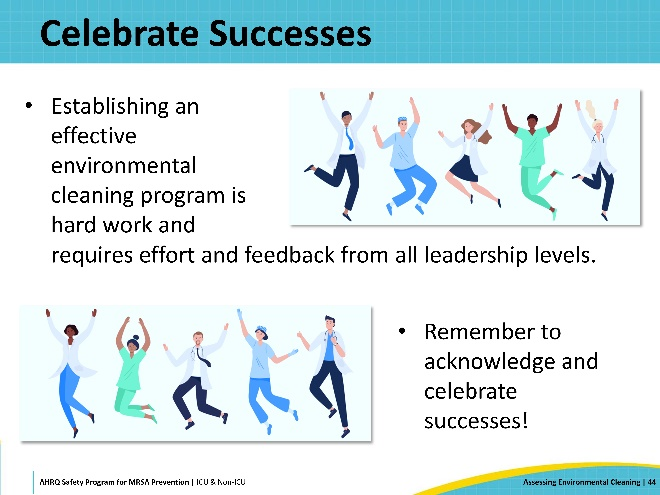 Celebrate Successes
• Establishing an
effective
environmental
cleaning program is
hard work and
requires effort and feedback from all leadership levels.
• Remember to
acknowledge and
celebrate
successes!
AHRQ Safety Program for MRSA Prevention | ICU & Non-ICU
Assessing Environmental Cleaning | 44